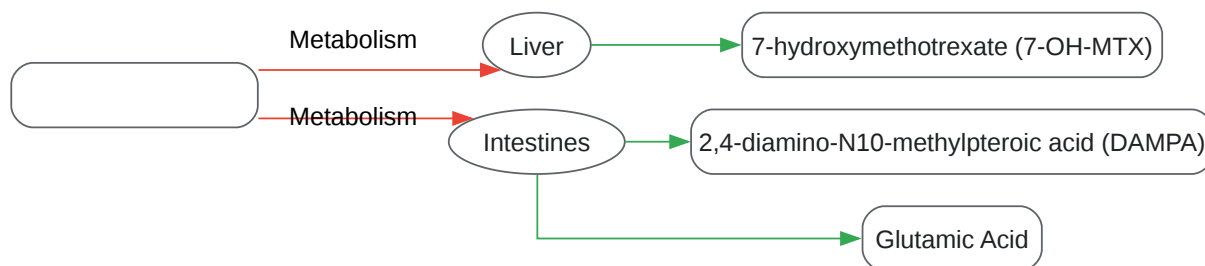 Metabolism
Liver
7-hydroxymethotrexate (7-OH-MTX)
Metabolism
Intestines
2,4-diamino-N10-methylpteroic acid (DAMPA)
Glutamic Acid